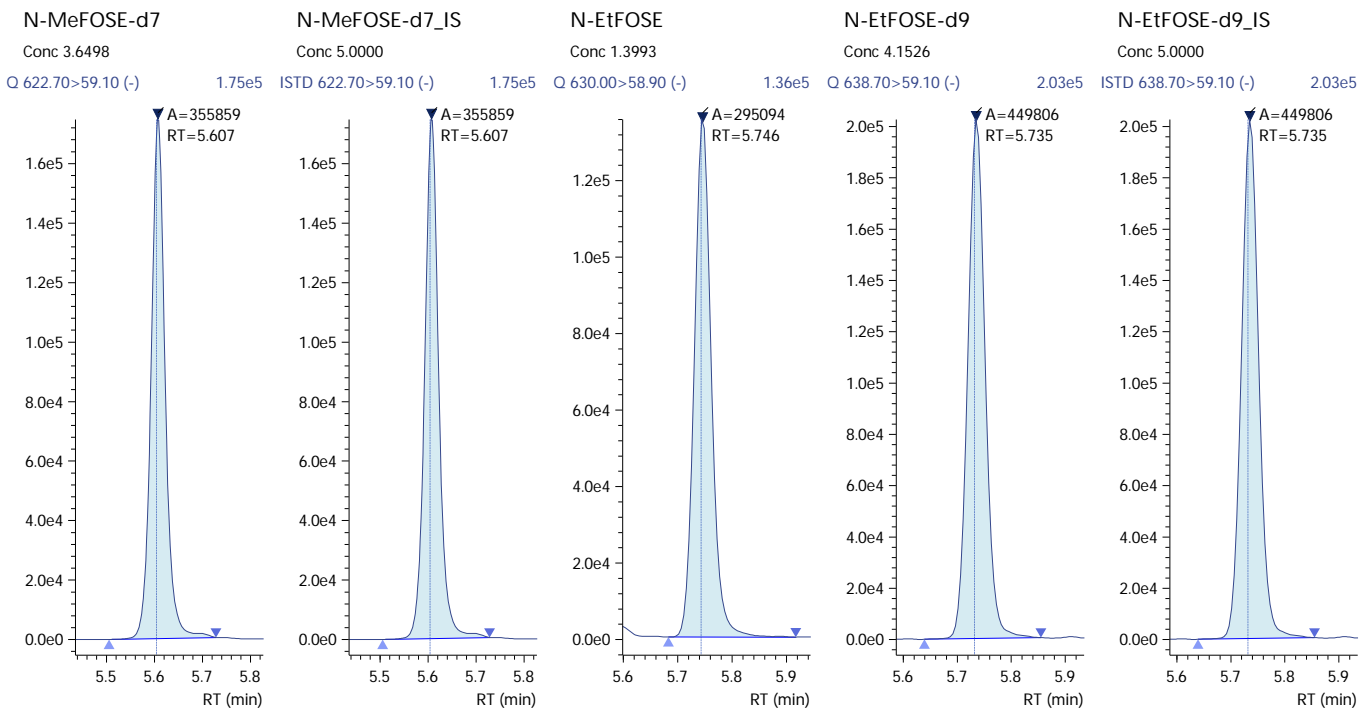 N-MeFOSE-d7
Conc 3.6498
Q 622.70>59.10 (-) 1.75e5
A=355859
RT=5.607
1.6e5
1.4e5
1.2e5
1.0e5
8.0e4
6.0e4
4.0e4
2.0e4
0.0e0
5.5 5.6 5.7 5.8
RT (min)
N-MeFOSE-d7_IS
Conc 5.0000
ISTD 622.70>59.10 (-) 1.75e5
A=355859
RT=5.607
1.6e5
1.4e5
1.2e5
1.0e5
8.0e4
6.0e4
4.0e4
2.0e4
0.0e0
5.5 5.6 5.7 5.8
RT (min)
N-EtFOSE
Conc 1.3993
Q 630.00>58.90 (-) 1.36e5
A=295094
RT=5.746
1.2e5
1.0e5
8.0e4
6.0e4
4.0e4
2.0e4
0.0e0
5.6 5.7 5.8 5.9
RT (min)
N-EtFOSE-d9
Conc 4.1526
Q 638.70>59.10 (-) 2.03e5
A=449806
RT=5.735
2.0e5
1.8e5
1.6e5
1.4e5
1.2e5
1.0e5
8.0e4
6.0e4
4.0e4
2.0e4
0.0e0
5.6 5.7 5.8 5.9
RT (min)
N-EtFOSE-d9_IS
Conc 5.0000
ISTD 638.70>59.10 (-) 2.03e5
A=449806
RT=5.735
2.0e5
1.8e5
1.6e5
1.4e5
1.2e5
1.0e5
8.0e4
6.0e4
4.0e4
2.0e4
0.0e0
5.6 5.7 5.8 5.9
RT (min)